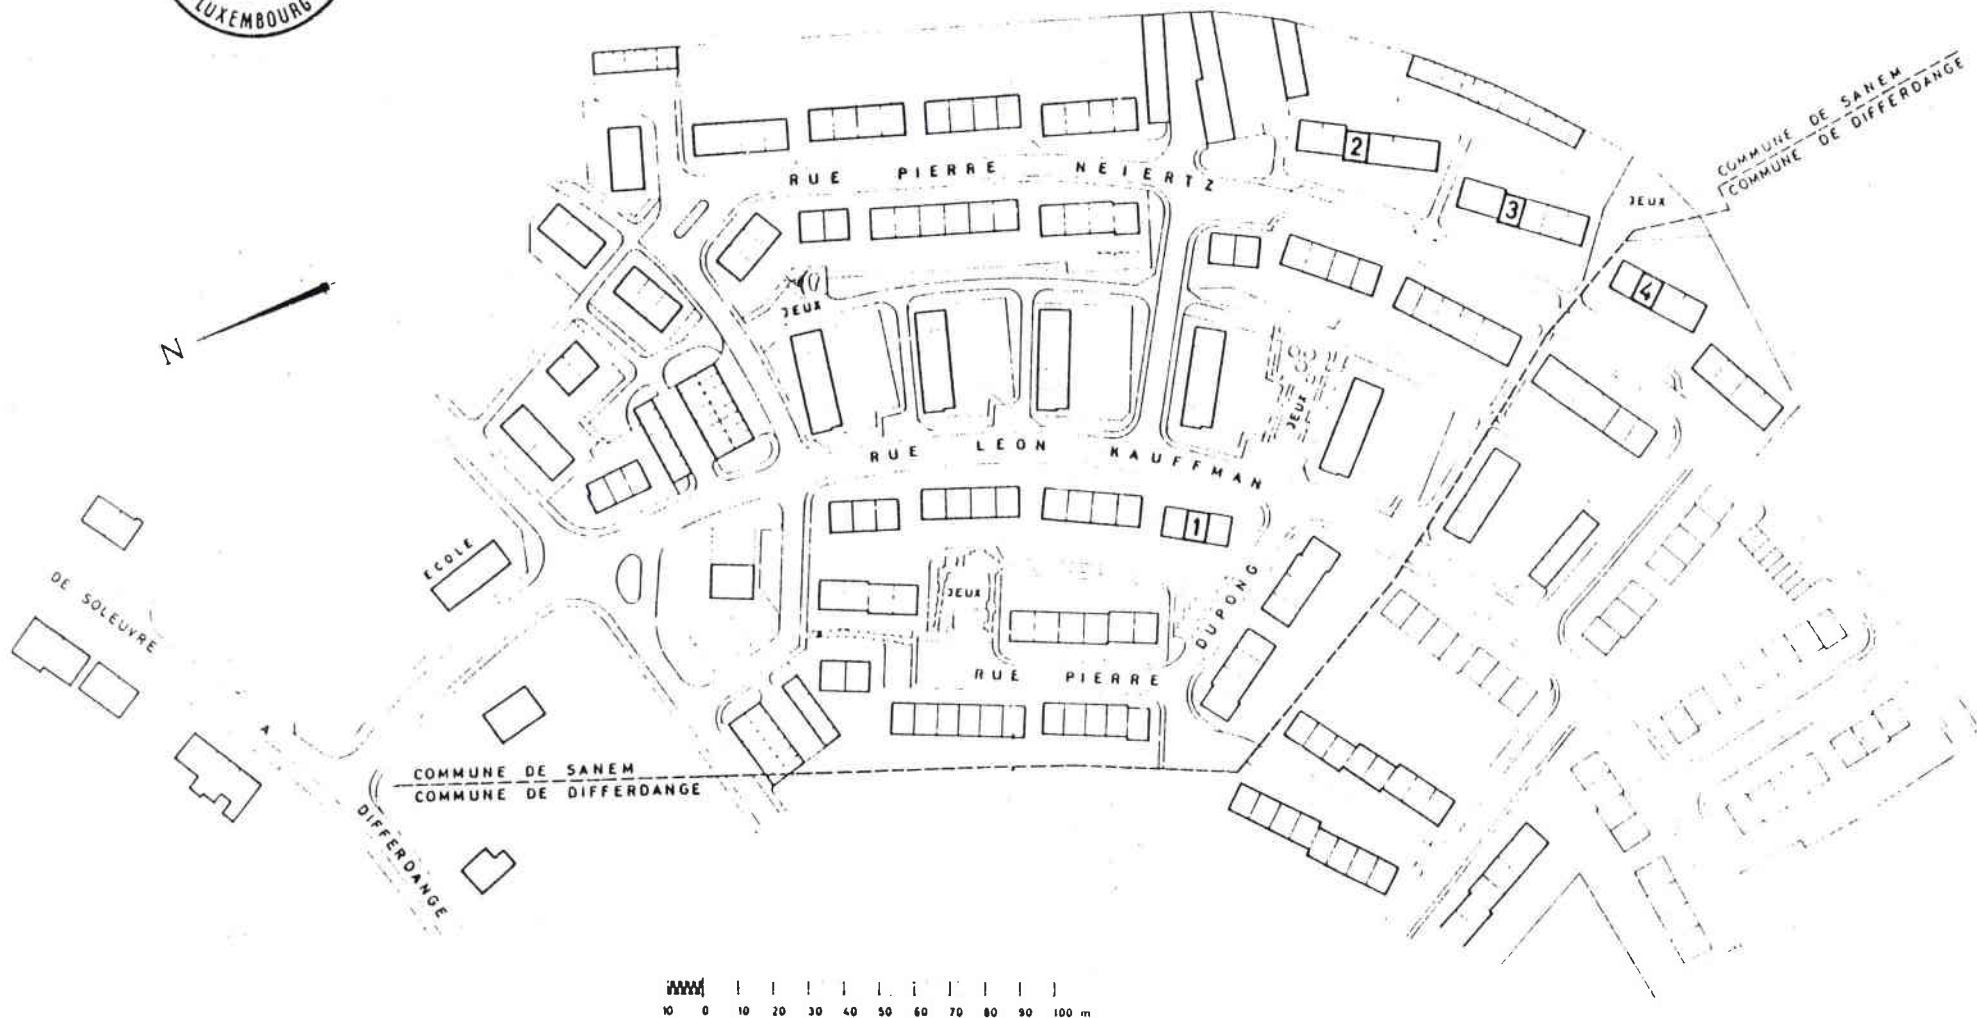 LUXEMBOURG
COMMUNE DE SANEM
COMMUNE DE DIFFERDANGE
2
RUE PIERRE NEIERTZ
3
JEUX
4
N
JEUX
JEUX
RUE LEON KAUFFMAN
1
ECOLE
DE SOLEUVRE
JEUX
RUE PIERRE DUPONG
A
COMMUNE DE SANEM
COMMUNE DE DIFFERDANGE
DIFFERDANGE
10 0 10 20 30 40 50 60 70 80 90 100 m